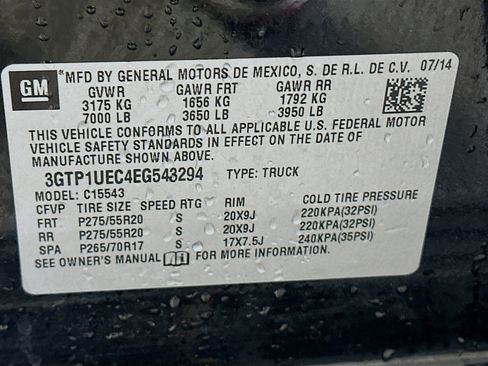 GM *MFD BY GENERAL MOTORS DE MEXICO, S. DE R.L. DE C.V. 07/14
GVWR GAWR FRT GAWR RR
3175 KG 1656 KG 1792 KG
7000 LB 3650 LB 3950 LB
THIS VEHICLE CONFORMS TO ALL APPLICABLE U.S. FEDERAL MOTOR
VEHICLE SAFETY STANDARDS IN EFFECT ON THE DATE OF
MANUFACTURE SHOWN ABOVE.
3GTP1UEC4EG543294 TYPE: TRUCK
MODEL: C15543
CFVP TIRE SIZE SPEED RTG RIM COLD TIRE PRESSURE
FRT P275/55R20 S 20X9J 220KPA(32PSI)
RR P275/55R20 S 20X9J 220KPA(32PSI)
SPA P265/70R17 S 17X7.5J 240KPA(35PSI)
SEE OWNER'S MANUAL i FOR MORE INFORMATION.